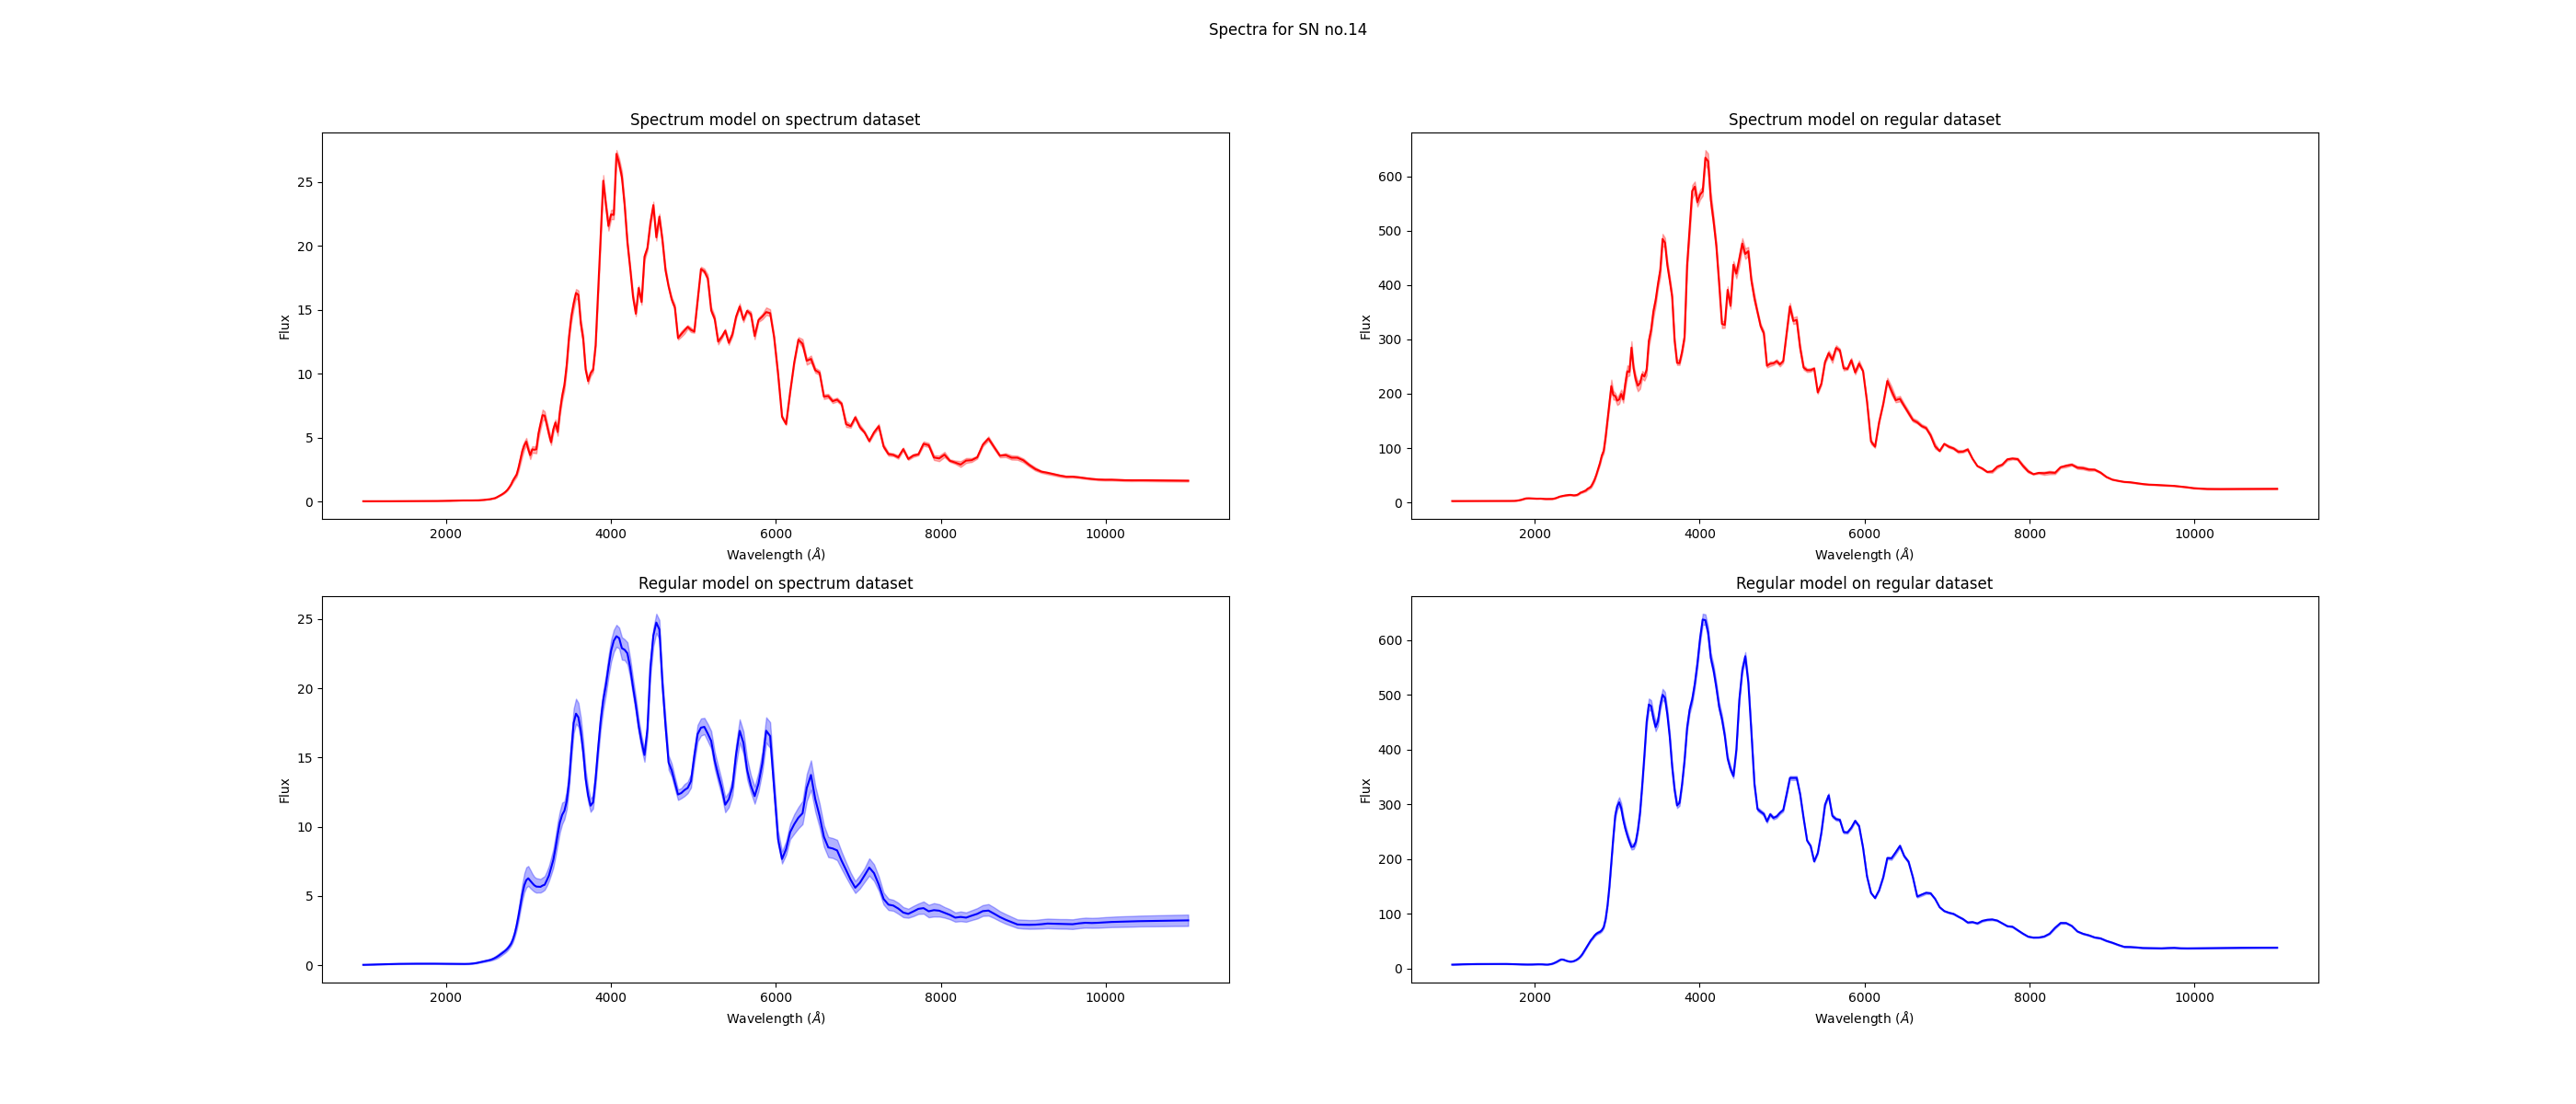 Spectra for SN no.14
Spectrum model on spectrum dataset
Flux
25
20
15
10
5
0
2000 4000 6000 8000 10000
Wavelength (Å)
Spectrum model on regular dataset
Flux
600
500
400
300
200
100
0
2000 4000 6000 8000 10000
Wavelength (Å)
Regular model on spectrum dataset
Flux
25
20
15
10
5
0
2000 4000 6000 8000 10000
Wavelength (Å)
Regular model on regular dataset
Flux
600
500
400
300
200
100
0
2000 4000 6000 8000 10000
Wavelength (Å)